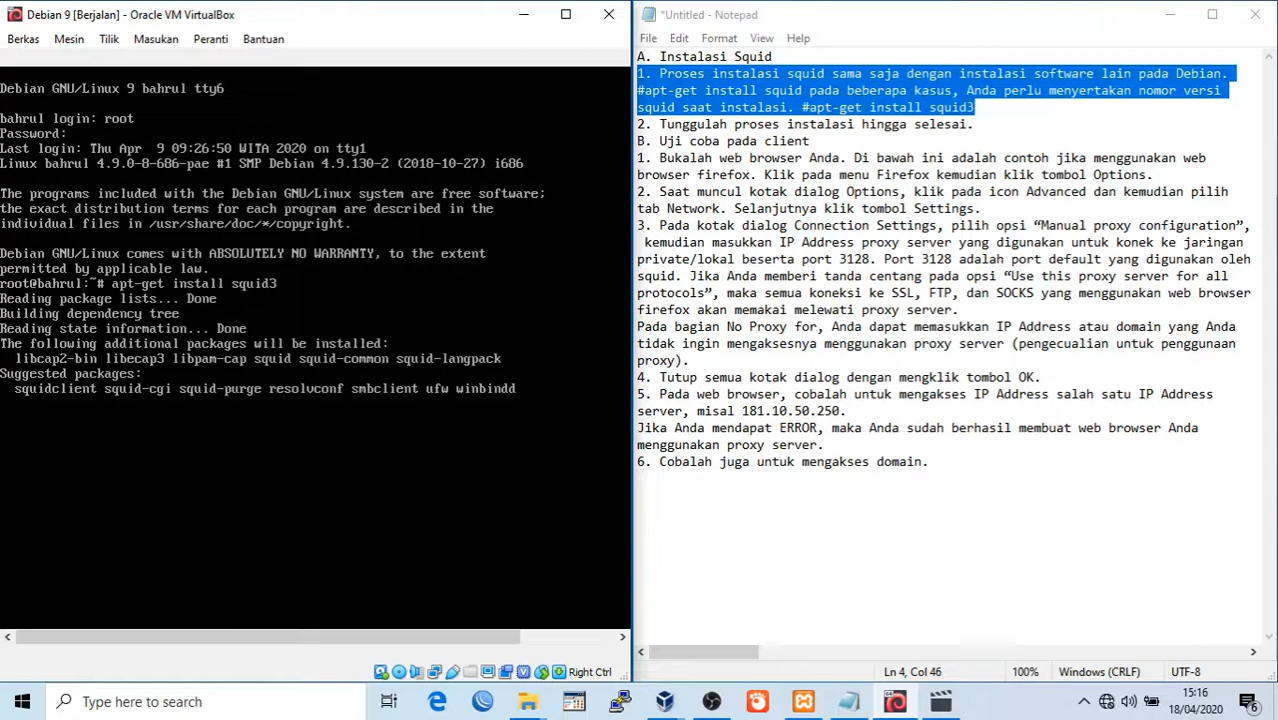 Debian 9 [Berjalan] - Oracle VM VirtualBox
Berkas Mesin Tilik Masukan Peranti Bantuan
Debian GNU/Linux 9 bahrul tty6
bahrul login: root
Password:
Last login: Thu Apr  9 09:26:50 WITA 2020 on tty1
Linux bahrul 4.9.0-8-686-pae #1 SMP Debian 4.9.130-2 (2018-10-27) i686
The programs included with the Debian GNU/Linux system are free software;
the exact distribution terms for each program are described in the
individual files in /usr/share/doc/*/copyright.
Debian GNU/Linux comes with ABSOLUTELY NO WARRANTY, to the extent
permitted by applicable law.
root@bahrul:~# apt-get install squid3
Reading package lists... Done
Building dependency tree
Reading state information... Done
The following additional packages will be installed:
libcap2-bin libecap3 libpam-cap squid squid-common squid-langpack
Suggested packages:
squidclient squid-cgi squid-purge resolvconf smbclient ufw winbindd
Right Ctrl
*Untitled - Notepad
File Edit Format View Help
A. Instalasi Squid
1. Proses instalasi squid sama saja dengan instalasi software lain pada Debian.
#apt-get install squid pada beberapa kasus, Anda perlu menyertakan nomor versi
squid saat instalasi. #apt-get install squid3
2. Tunggulah proses instalasi hingga selesai.
B. Uji coba pada client
1. Bukalah web browser Anda. Di bawah ini adalah contoh jika menggunakan web
browser firefox. Klik pada menu Firefox kemudian klik tombol Options.
2. Saat muncul kotak dialog Options, klik pada icon Advanced dan kemudian pilih
tab Network. Selanjutnya klik tombol Settings.
3. Pada kotak dialog Connection Settings, pilih opsi “Manual proxy configuration”,
kemudian masukkan IP Address proxy server yang digunakan untuk konek ke jaringan
private/lokal beserta port 3128. Port 3128 adalah port default yang digunakan oleh
squid. Jika Anda memberi tanda centang pada opsi “Use this proxy server for all
protocols”, maka semua koneksi ke SSL, FTP, dan SOCKS yang menggunakan web browser
firefox akan memakai melewati proxy server.
Pada bagian No Proxy for, Anda dapat memasukkan IP Address atau domain yang Anda
tidak ingin mengaksesnya menggunakan proxy server (pengecualian untuk penggunaan
proxy).
4. Tutup semua kotak dialog dengan mengklik tombol OK.
5. Pada web browser, cobalah untuk mengakses IP Address salah satu IP Address
server, misal 181.10.50.250.
Jika Anda mendapat ERROR, maka Anda sudah berhasil membuat web browser Anda
menggunakan proxy server.
6. Cobalah juga untuk mengakses domain.
Ln 4, Col 46 100% Windows (CRLF) UTF-8
Type here to search
15:16
18/04/2020
6